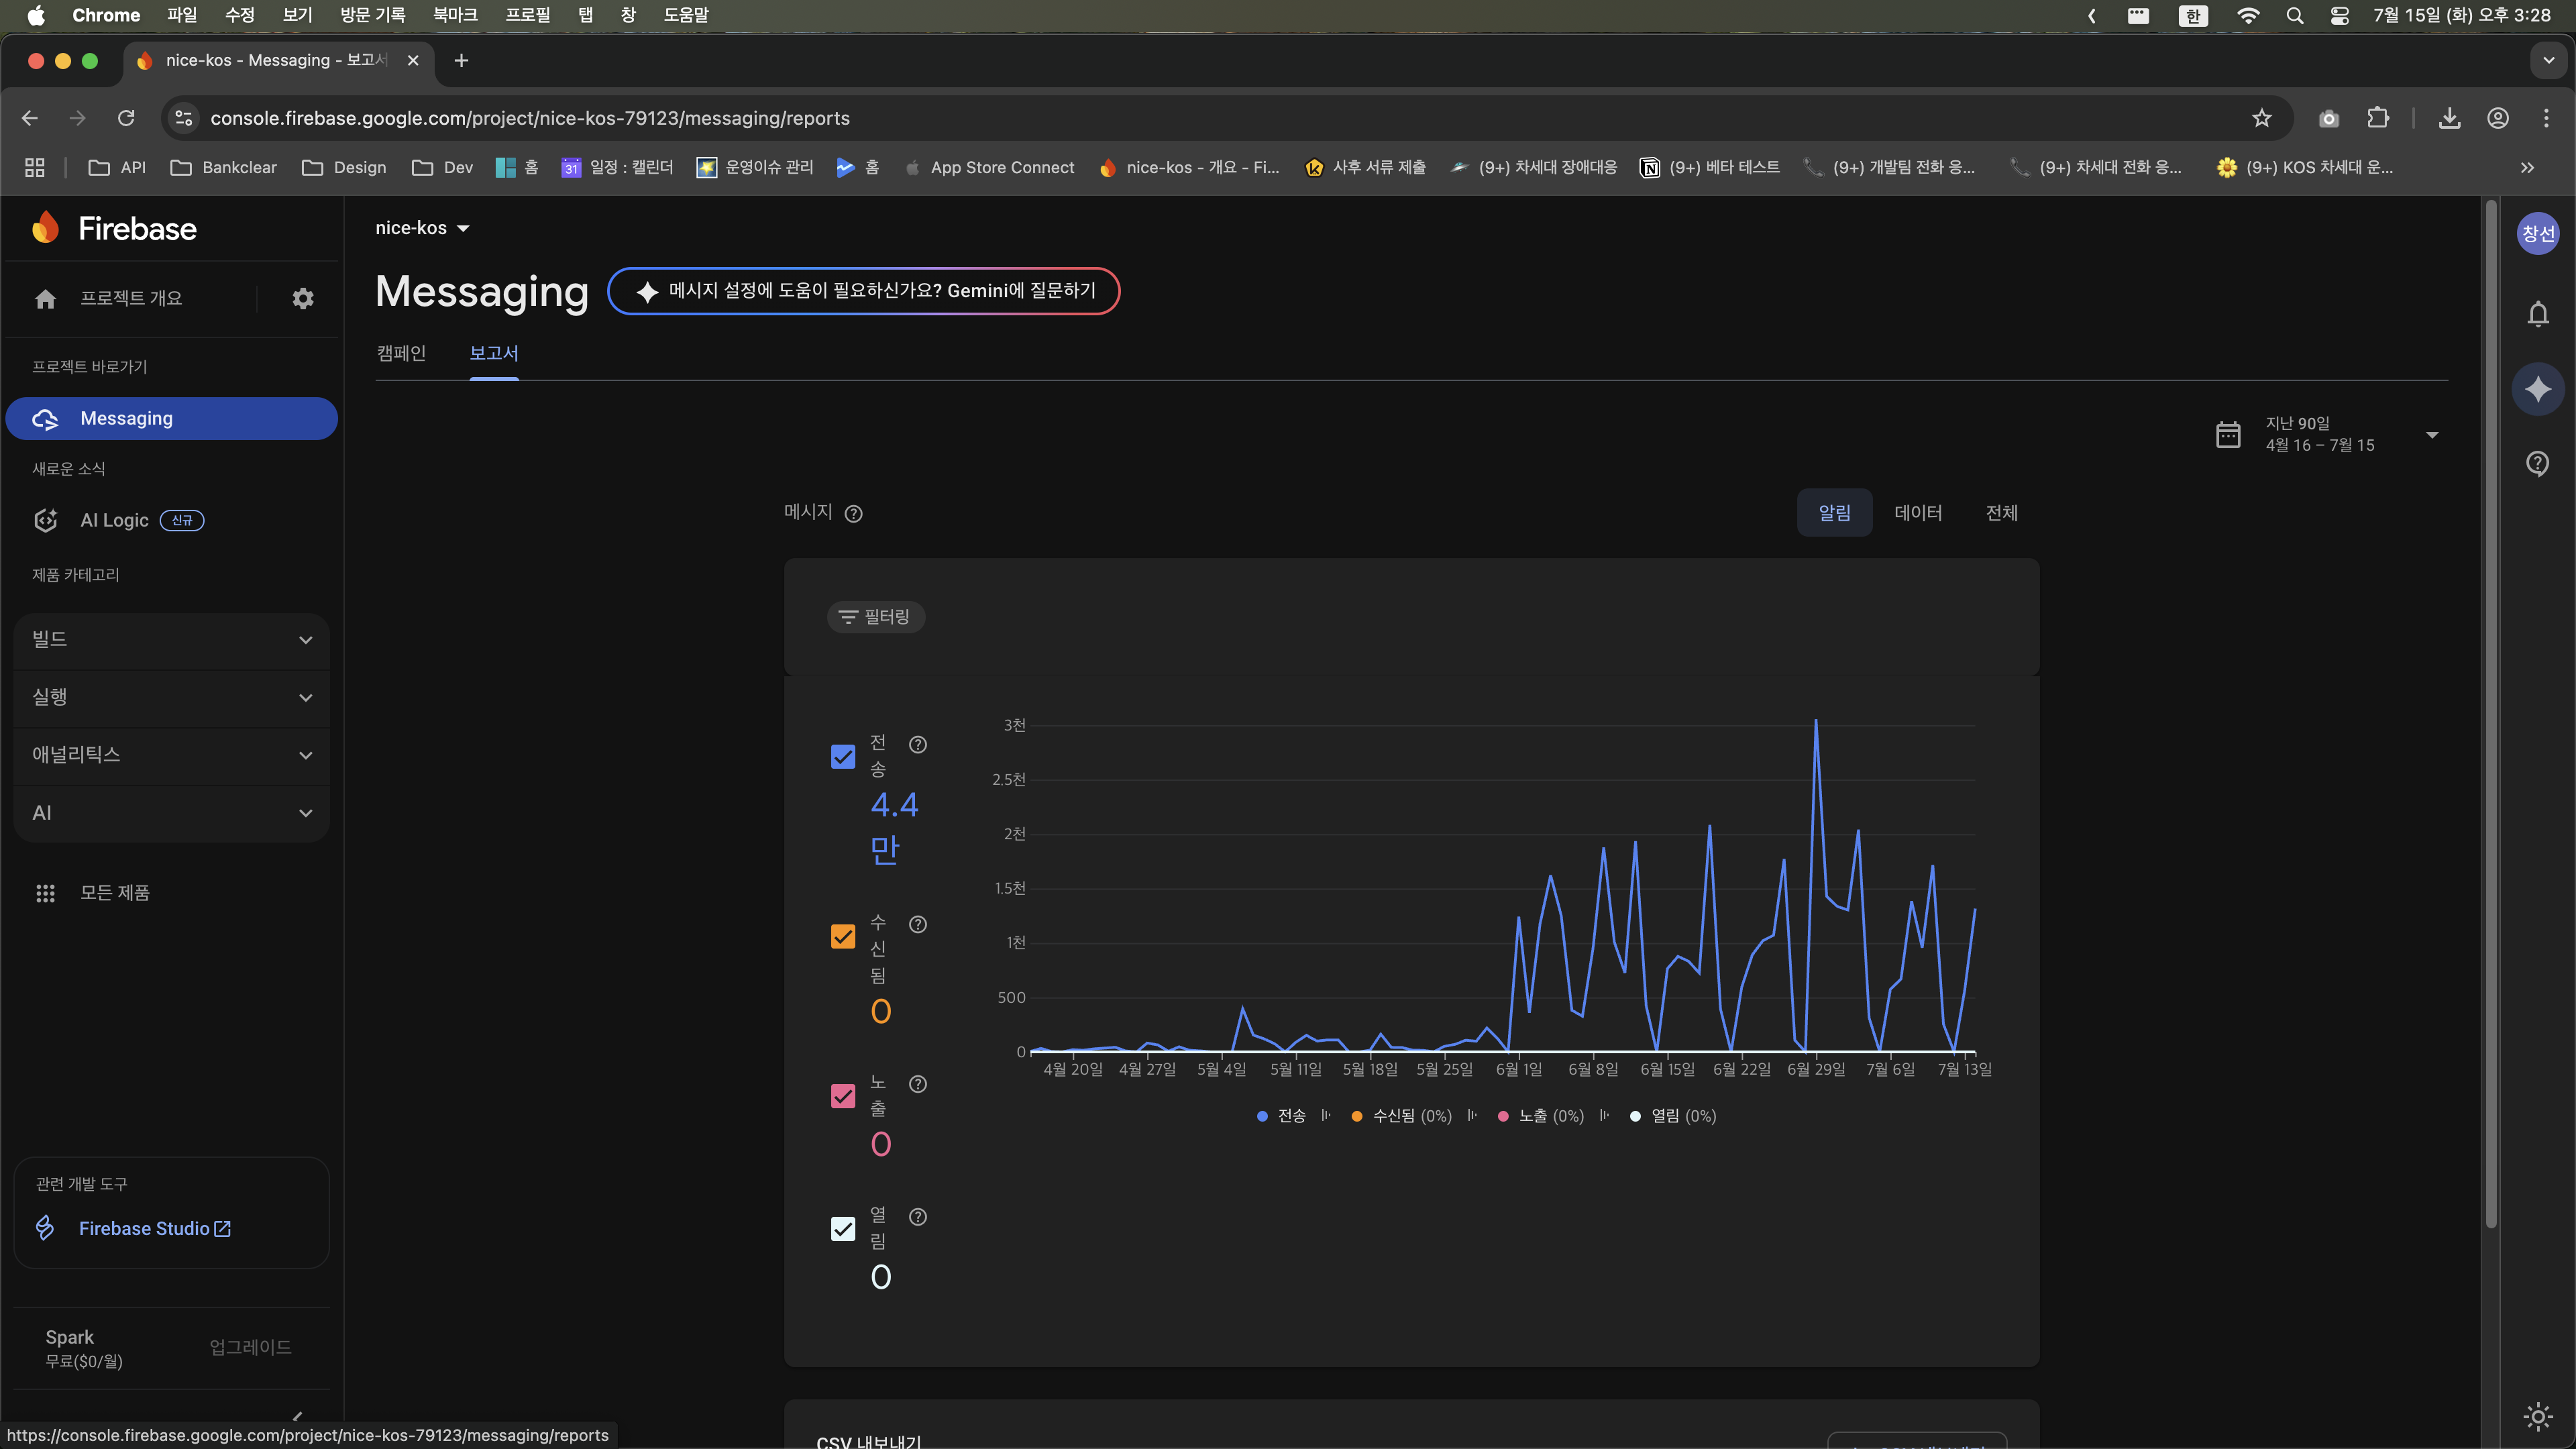 Chrome 파일 수정 보기 방문 기록 북마크 프로필 탭 창 도움말 한 7월 15일 (화) 오후 3:28
nice-kos - Messaging - 보고서
console.firebase.google.com/project/nice-kos-79123/messaging/reports
API Bankclear Design Dev 홈 31 일정 : 캘린더 운영이슈 관리 홈 App Store Connect nice-kos - 개요 - Fi... 사후 서류 제출 (9+) 차세대 장애대응 (9+) 베타 테스트 (9+) 개발팀 전화 응... (9+) 차세대 전화 응... (9+) KOS 차세대 운...
Firebase
프로젝트 개요
프로젝트 바로가기
Messaging
새로운 소식
AI Logic 신규
제품 카테고리
빌드
실행
애널리틱스
AI
모든 제품
관련 개발 도구
Firebase Studio
Spark
무료($0/월)
업그레이드
https://console.firebase.google.com/project/nice-kos-79123/messaging/reports
nice-kos
Messaging
메시지 설정에 도움이 필요하신가요? Gemini에 질문하기
캠페인 보고서
지난 90일
4월 16 – 7월 15
창선
메시지
알림 데이터 전체
필터링
전송
4.4만
수신됨
0
노출
0
열림
0
3천
2.5천
2천
1.5천
1천
500
0
4월 20일 4월 27일 5월 4일 5월 11일 5월 18일 5월 25일 6월 1일 6월 8일 6월 15일 6월 22일 6월 29일 7월 6일 7월 13일
전송 수신됨 (0%) 노출 (0%) 열림 (0%)
CSV 내보내기